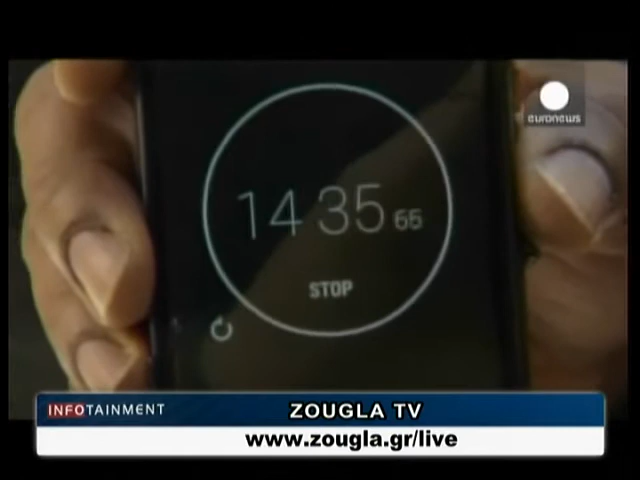 euronews
14 35 65
STOP
INFOTAINMENT
ZOUGLA TV
www.zougla.gr/live